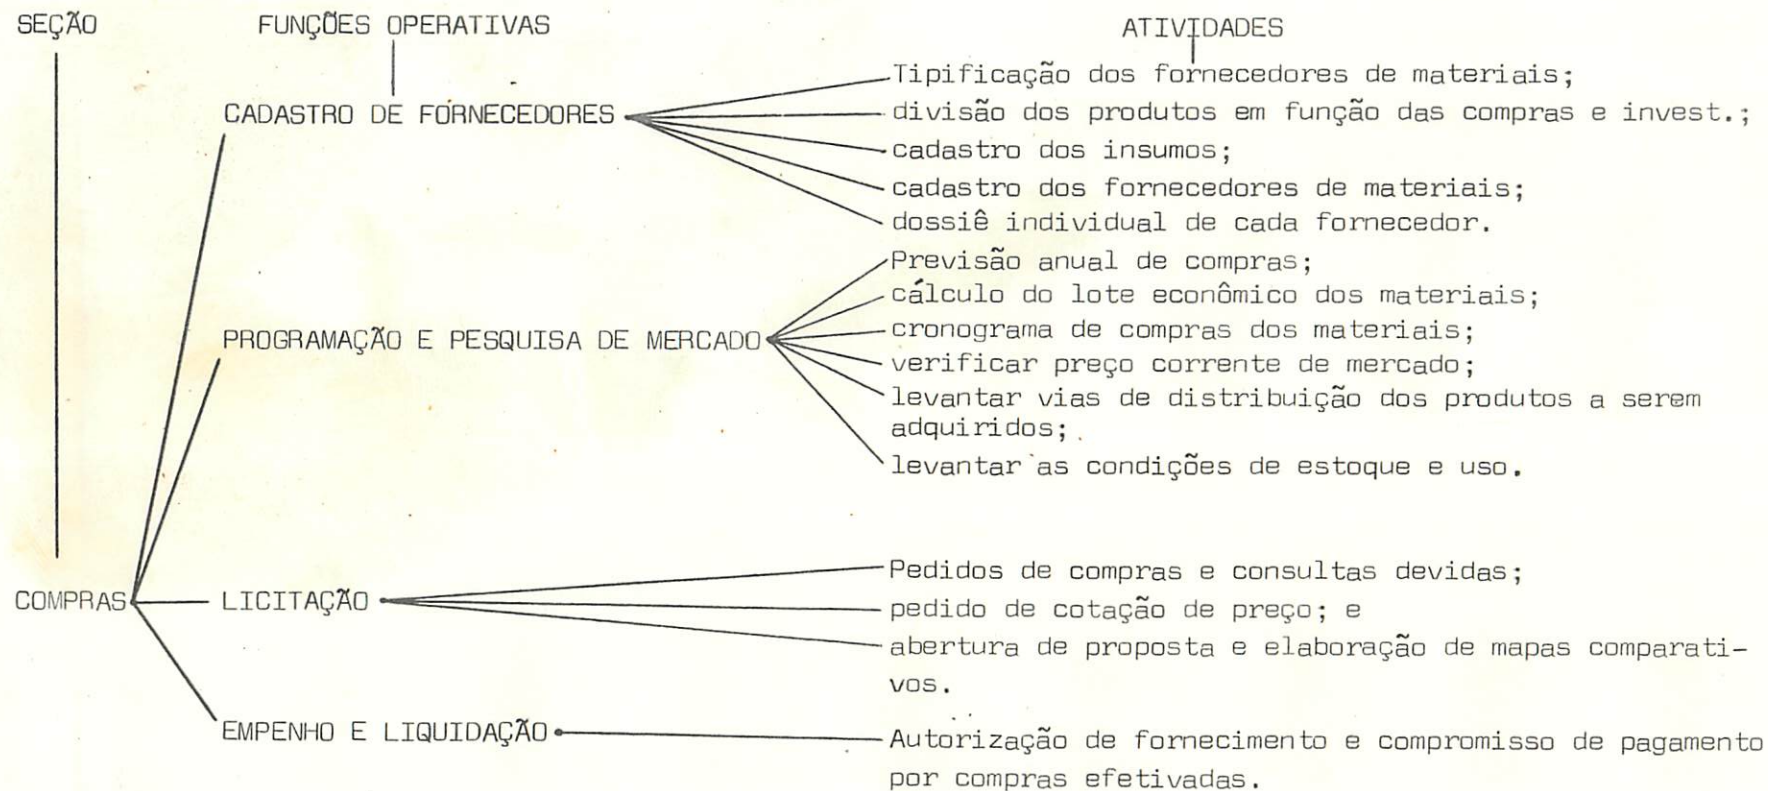 SEÇÃO FUNÇÕES OPERATIVAS ATIVIDADES
CADASTRO DE FORNECEDORES
Tipificação dos fornecedores de materiais;
divisão dos produtos em função das compras e invest.;
cadastro dos insumos;
cadastro dos fornecedores de materiais;
dossiê individual de cada fornecedor.
PROGRAMAÇÃO E PESQUISA DE MERCADO
Previsão anual de compras;
cálculo do lote econômico dos materiais;
cronograma de compras dos materiais;
verificar preço corrente de mercado;
levantar vias de distribuição dos produtos a serem
adquiridos;
levantar as condições de estoque e uso.
COMPRAS
LICITAÇÃO
Pedidos de compras e consultas devidas;
pedido de cotação de preço; e
abertura de proposta e elaboração de mapas comparati-
vos.
EMPENHO E LIQUIDAÇÃO
Autorização de fornecimento e compromisso de pagamento
por compras efetivadas.